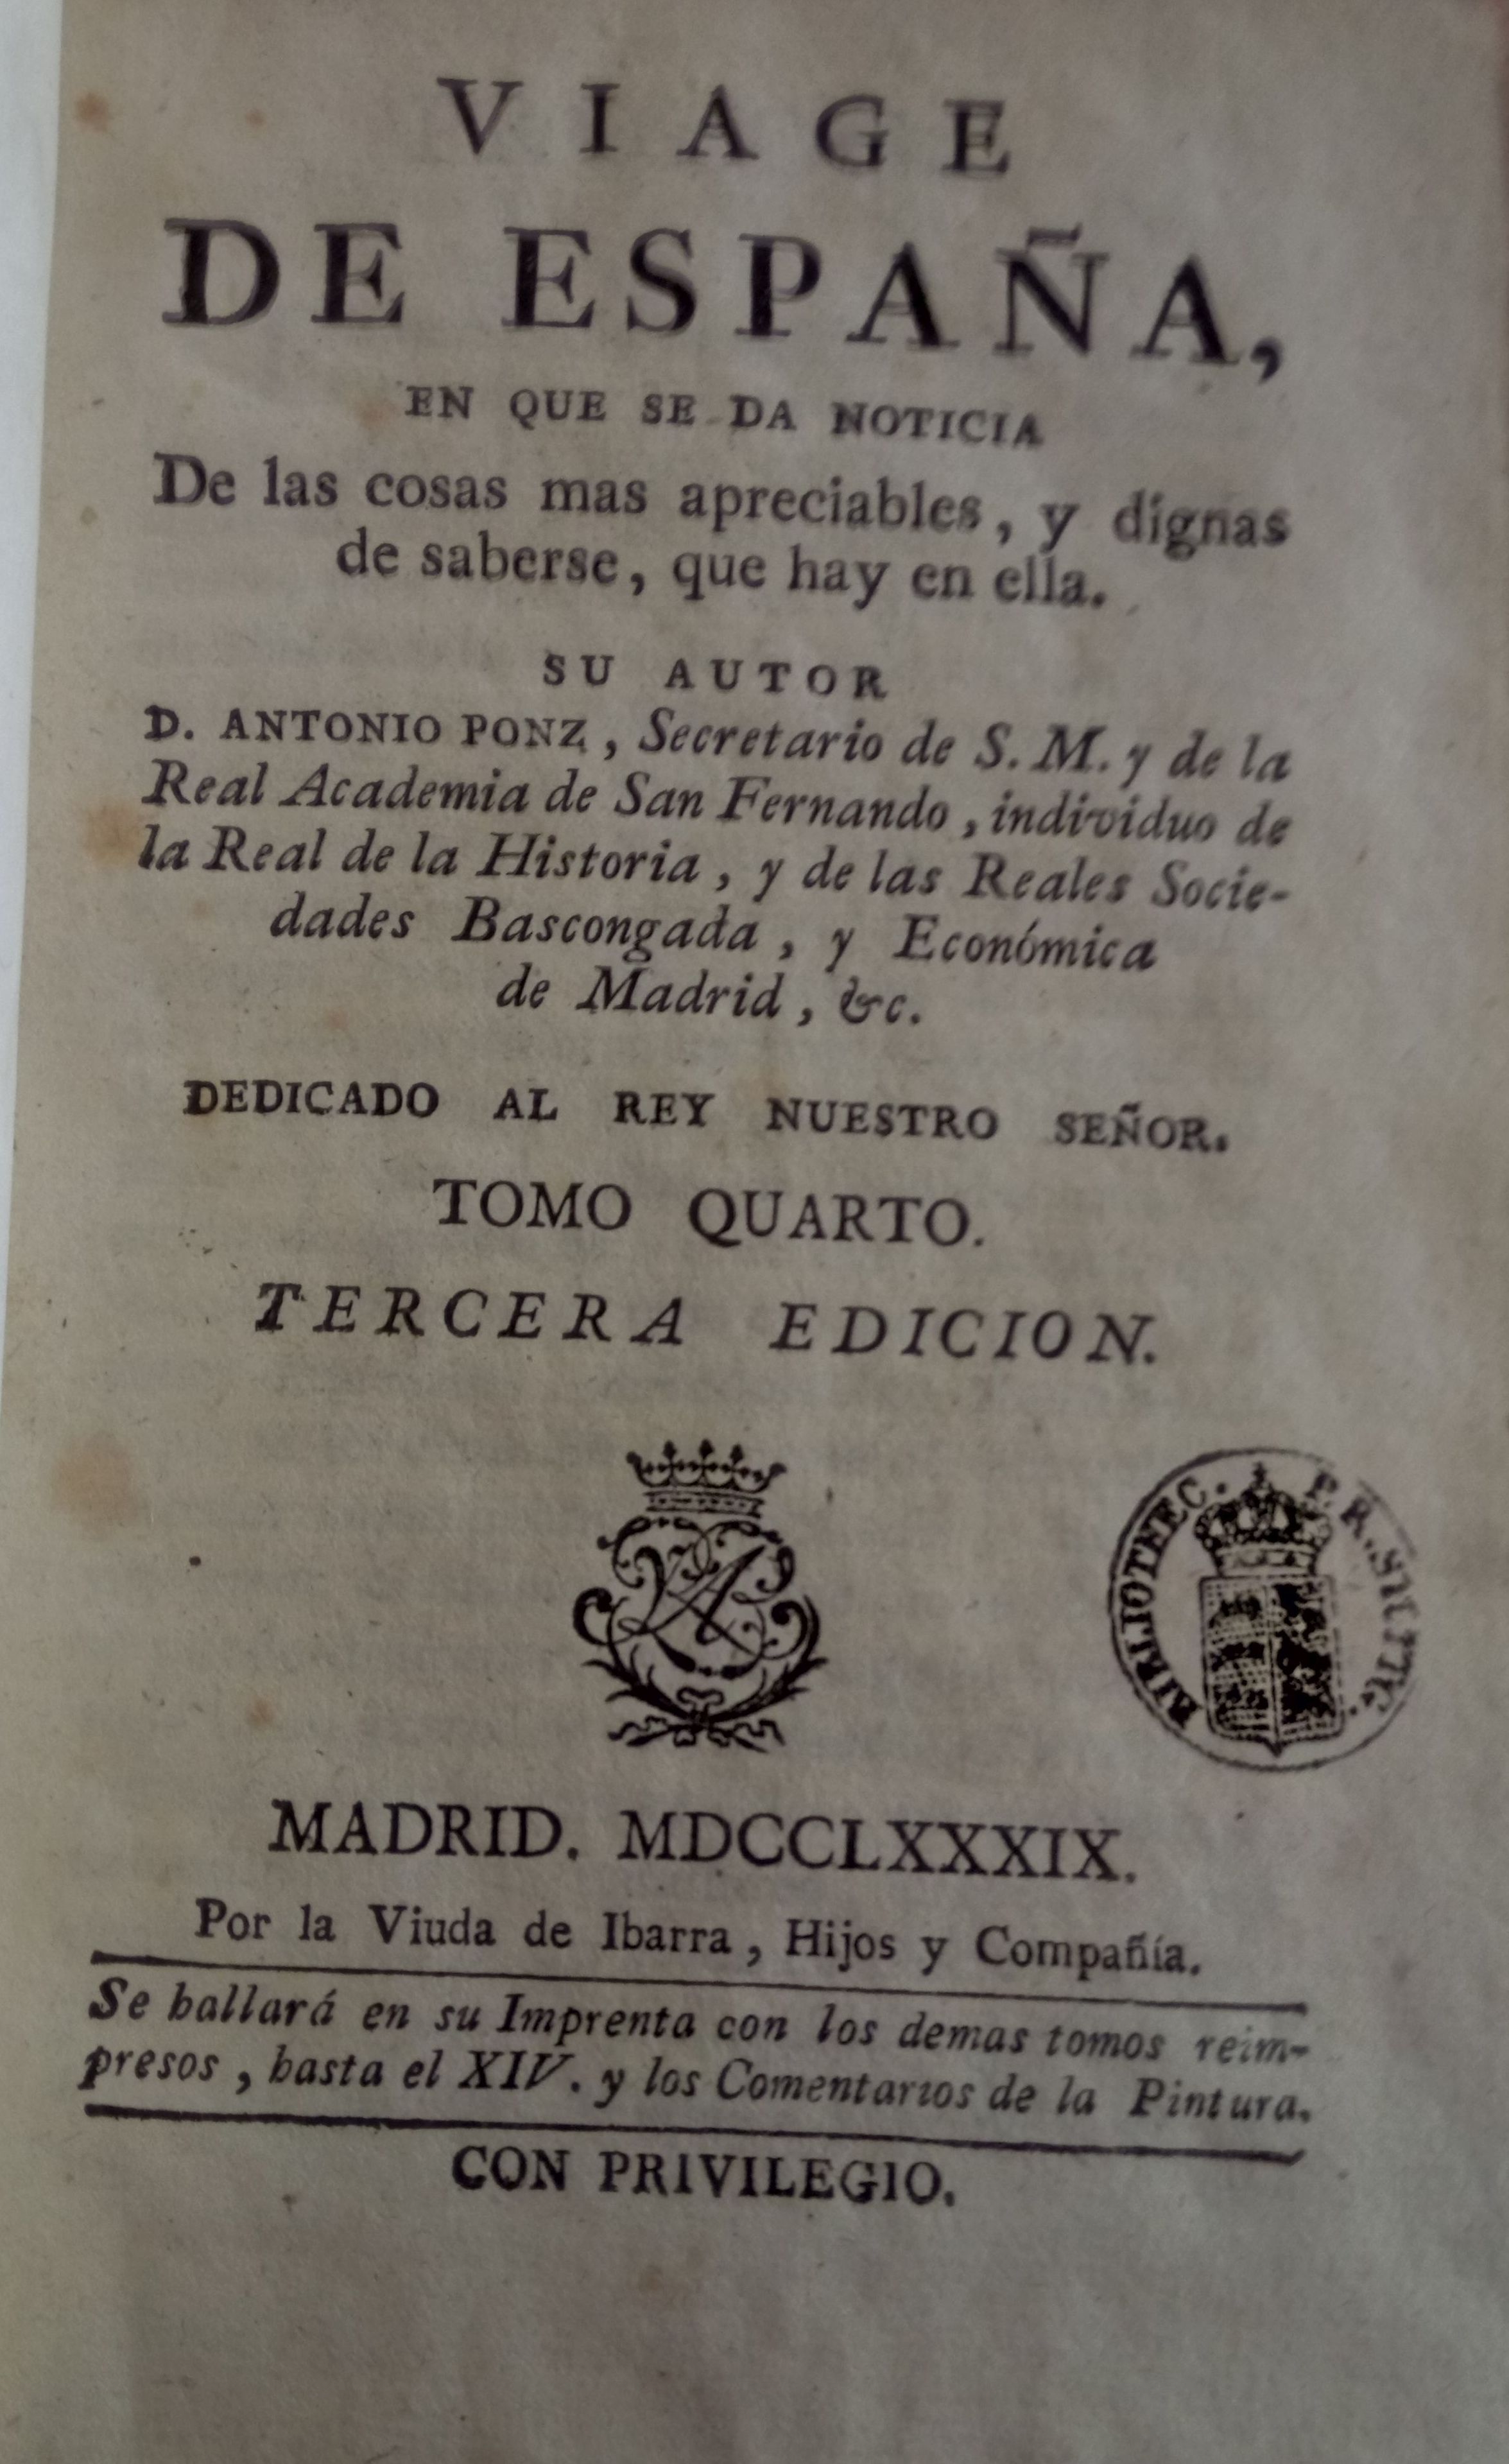 VIAGE
DE ESPAÑA,
EN QUE SE DA NOTICIA
De las cosas mas apreciables, y dignas
de saberse, que hay en ella.
SU AUTOR
D. ANTONIO PONZ, Secretario de S. M. y de la
Real Academia de San Fernando, individuo de
la Real de la Historia, y de las Reales Socie-
dades Bascongada, y Económica
de Madrid, &c.
DEDICADO AL REY NUESTRO SEÑOR.
TOMO QUARTO.
TERCERA EDICION.
BIBLIOTHEC.
MADRID. MDCCLXXXIX.
Por la Viuda de Ibarra, Hijos y Compañía.
Se hallará en su Imprenta con los demas tomos reim-
presos, hasta el XIV. y los Comentarios de la Pintura.
CON PRIVILEGIO.